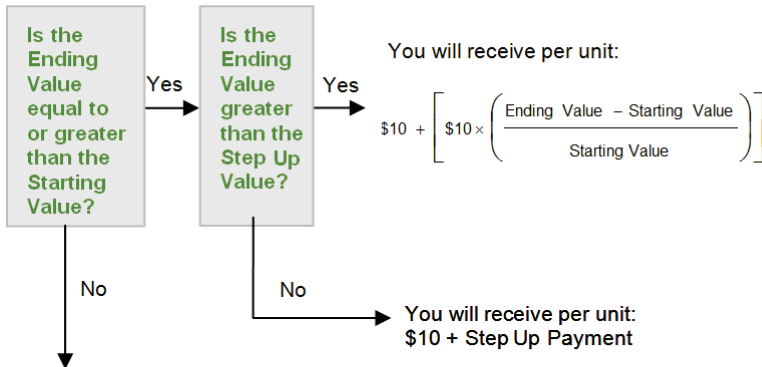 Is the
Ending
Value
equal to
or greater
than the
Starting
Value?
Yes
Is the
Ending
Value
greater
than the
Step Up
Value?
Yes
You will receive per unit:
$10 + [ $10 × ( Ending Value – Starting Value / Starting Value ) ]
No
No
You will receive per unit:
$10 + Step Up Payment